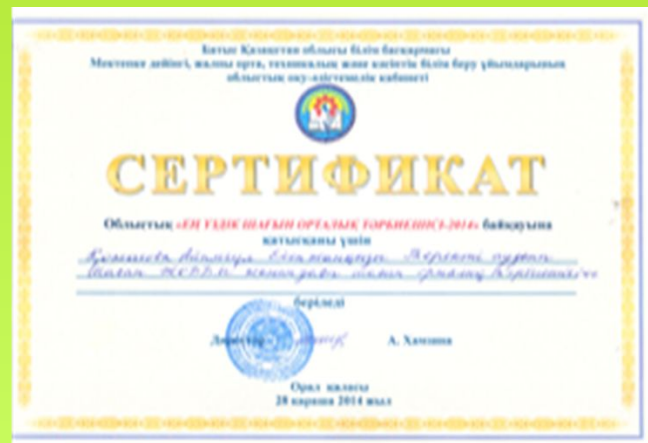 Батыс Қазақстан облысы білім басқармасы
Мектепке дейінгі, жалпы орта, техникалық және кәсіптік білім беру ұйымдарының
облыстық оқу-әдістемелік кабинеті
СЕРТИФИКАТ
Облыстық «ЕҢ ҮЗДІК ШАҒЫН ОРТАЛЫҚ ТӘРБИЕШІСІ-2014» байқауына
қатысқаны үшін
беріледі
Директор А. Хамзина
Орал қаласы
28 қараша 2014 жыл